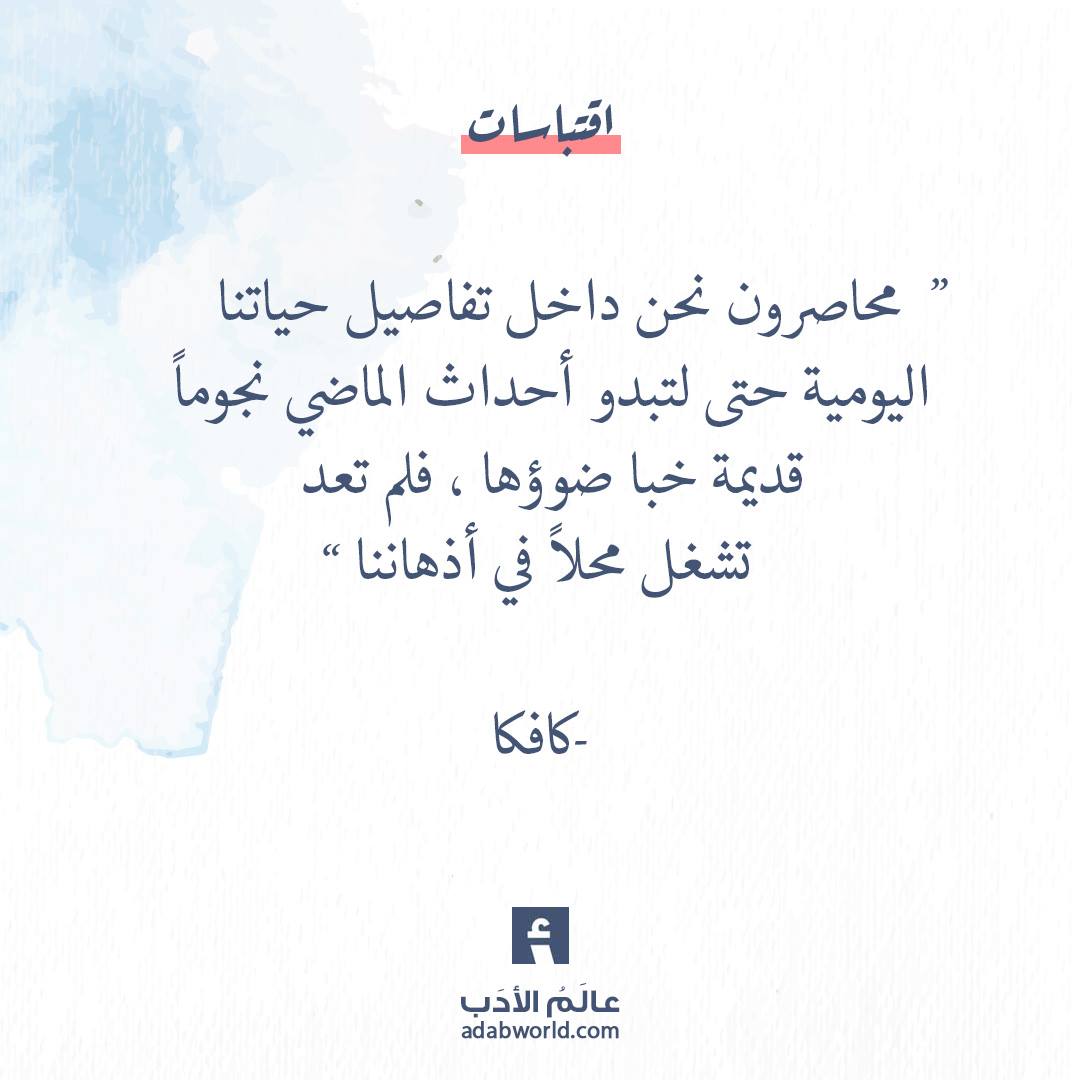 اقتباسات
” محاصرون نحن داخل تفاصيل حياتنا
اليومية حتى لتبدو أحداث الماضي نجوماً
قديمة خبا ضوؤها ، فلم تعد
تشغل محلاً في أذهاننا “
-كافكا
أ
عالَمُ الأدَب
adabworld.com